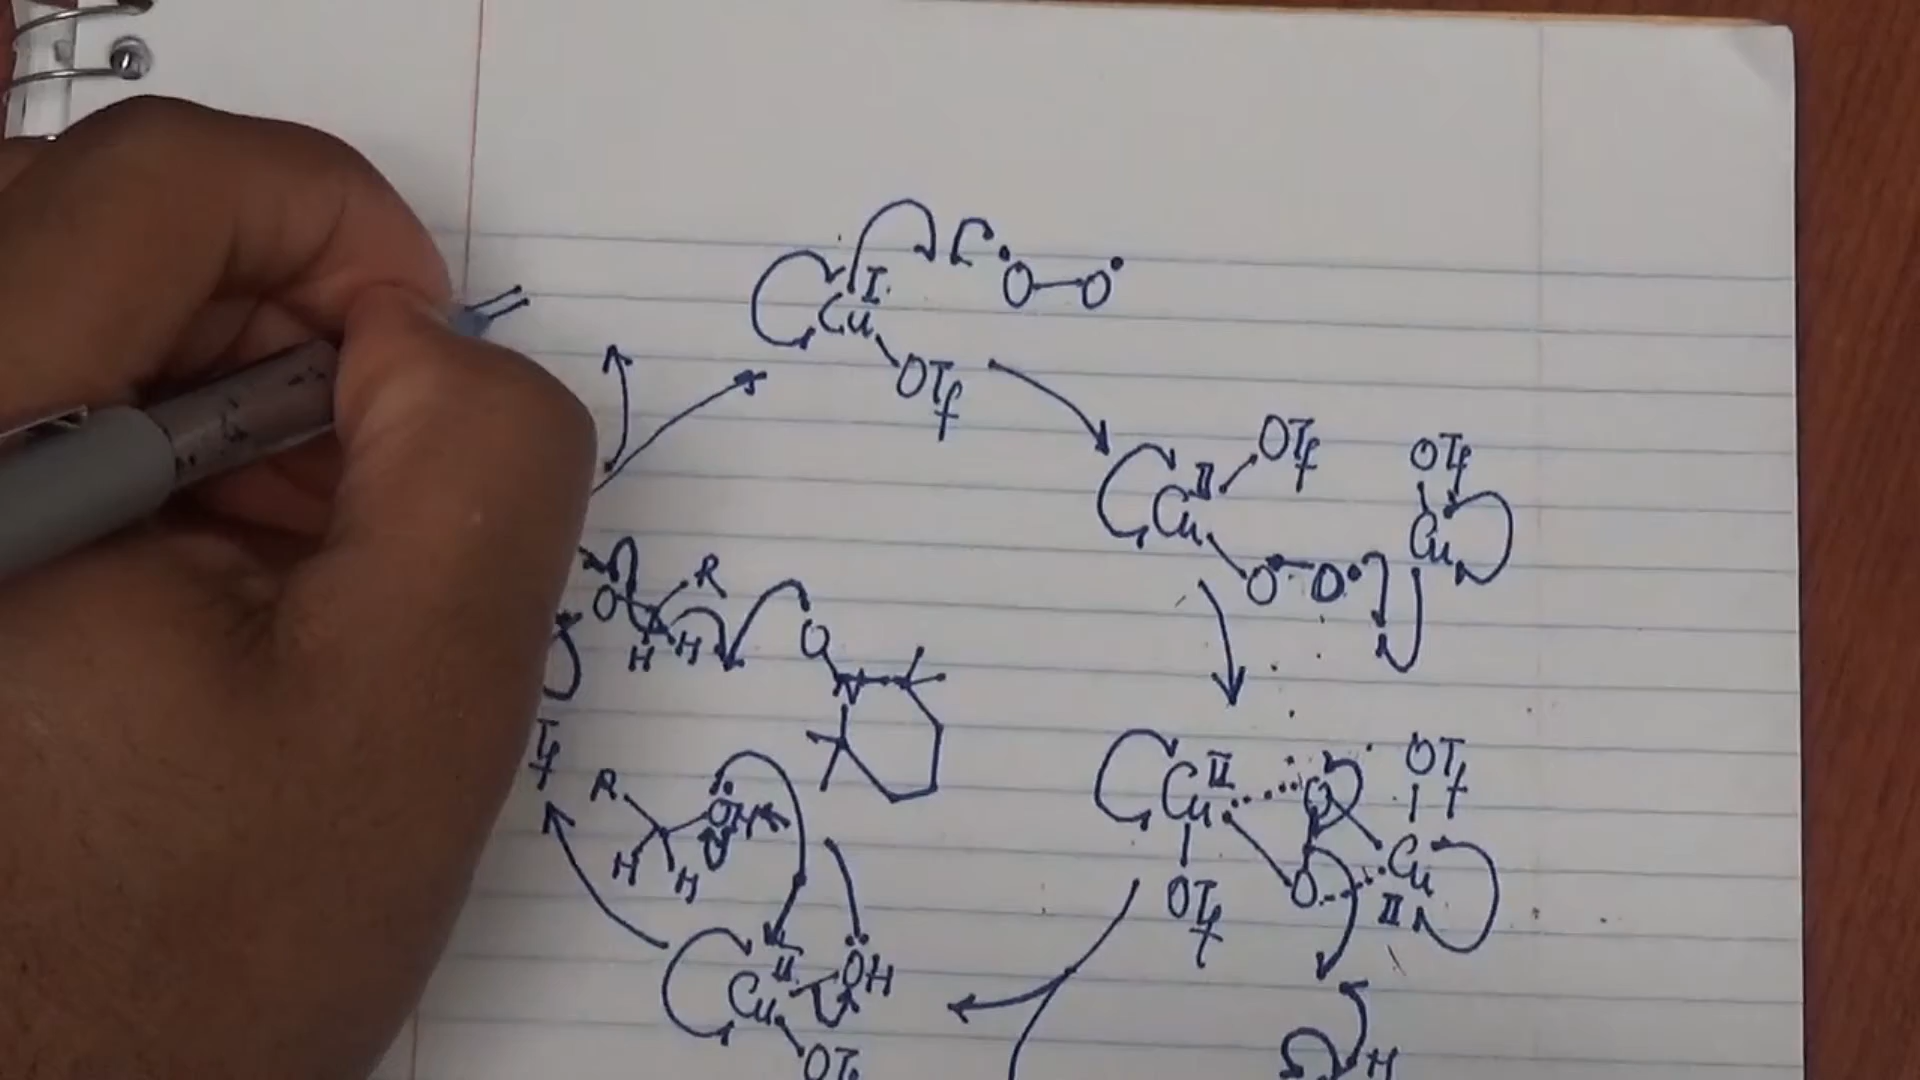 I
Cu
OTf
O—O
II
Cu
OTf
O—O
OTf
Cu
O
R
H H
O
N
Tf
R
OH
H
H
II
Cu
OTf
O
O
OTf
Cu
II
II
Cu
OH
OTf
H